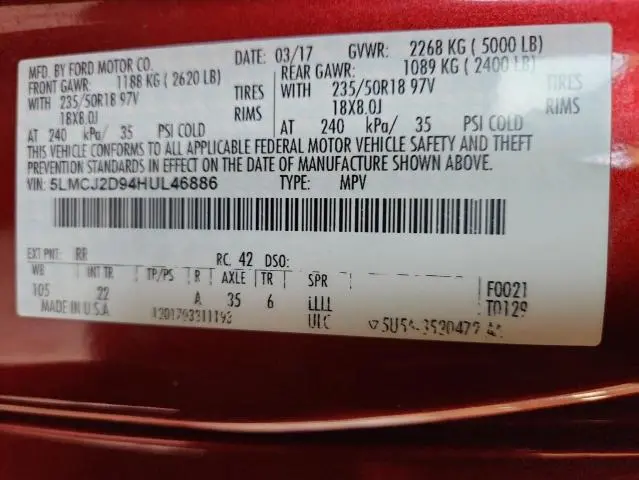 MFD. BY FORD MOTOR CO. DATE: 03/17 GVWR: 2268 KG ( 5000 LB)
FRONT GAWR: 1188 KG ( 2620 LB) REAR GAWR: 1089 KG ( 2400 LB)
WITH 235/50R18 97V TIRES WITH 235/50R18 97V TIRES
18X8.0J RIMS 18X8.0J RIMS
AT 240 kPa/ 35 PSI COLD AT 240 kPa/ 35 PSI COLD
THIS VEHICLE CONFORMS TO ALL APPLICABLE FEDERAL MOTOR VEHICLE SAFETY AND THEFT
PREVENTION STANDARDS IN EFFECT ON THE DATE OF MANUFACTURE SHOWN ABOVE.
VIN: 5LMCJ2D94HUL46886 TYPE: MPV
EXT PNT: RR RC: 42 DSO:
WB INT TR TP/PS R AXLE TR SPR F0021
105 22 A 35 6 T0129
MADE IN U.S.A ULC